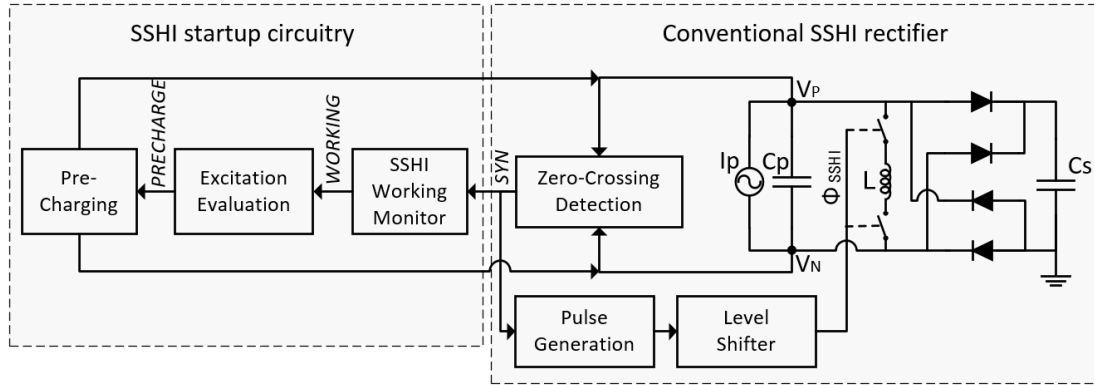 SSHI startup circuitry
Conventional SSHI rectifier
PRECHARGE
WORKING
SYN
Pre-
Charging
Excitation
Evaluation
SSHI
Working
Monitor
Zero-Crossing
Detection
VP
Ip
Cp
Φ SSHI
L
Cs
VN
Pulse
Generation
Level
Shifter